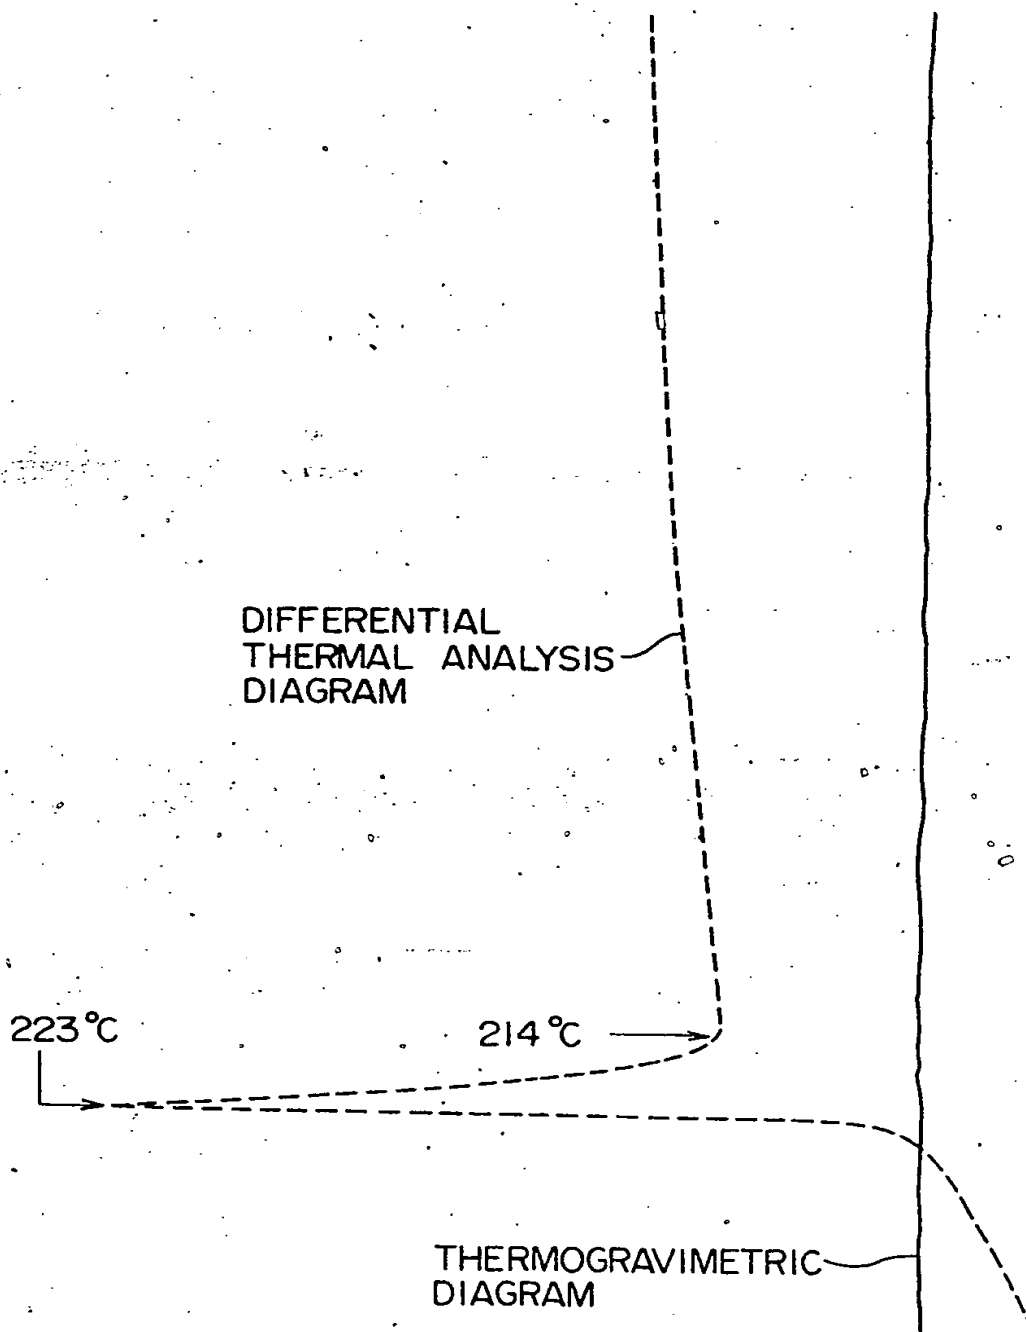 DIFFERENTIAL
THERMAL ANALYSIS
DIAGRAM
223°C
214°C
THERMOGRAVIMETRIC
DIAGRAM